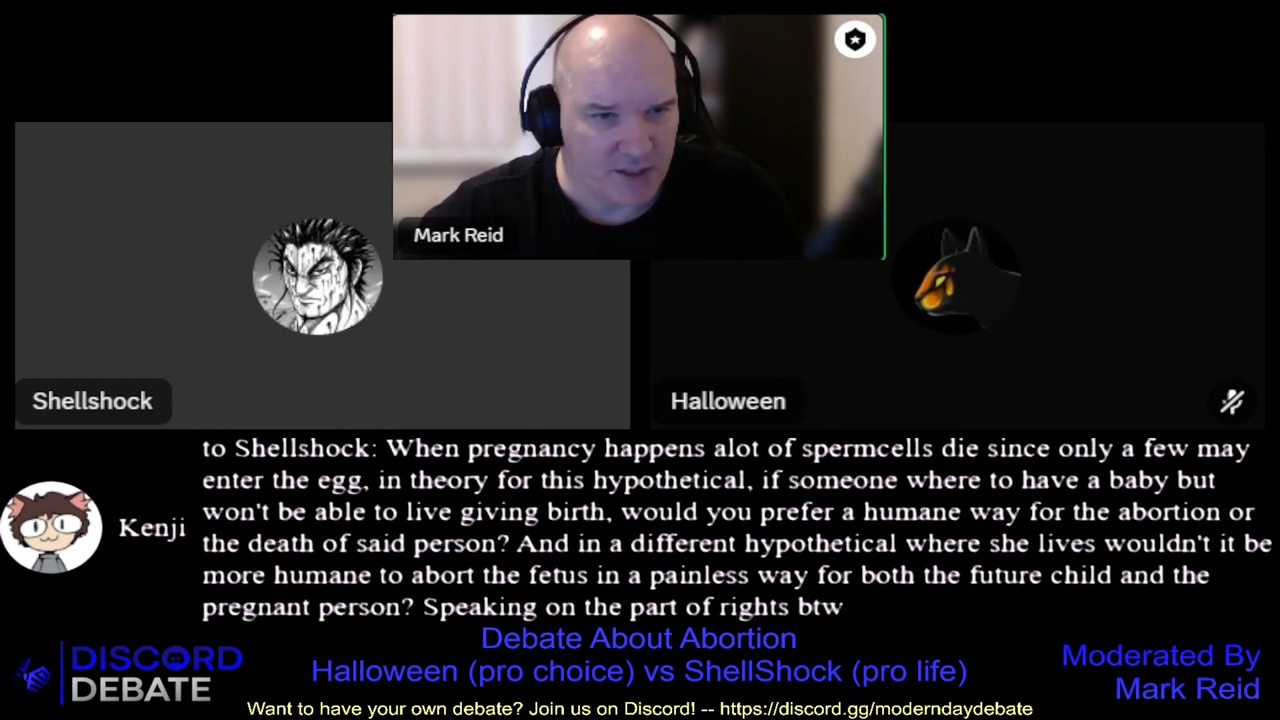 Mark Reid
Shellshock
Halloween
to Shellshock: When pregnancy happens alot of spermcells die since only a few may
enter the egg, in theory for this hypothetical, if someone where to have a baby but
won't be able to live giving birth, would you prefer a humane way for the abortion or
Kenji
the death of said person? And in a different hypothetical where she lives wouldn't it be
more humane to abort the fetus in a painless way for both the future child and the
pregnant person? Speaking on the part of rights btw
Debate About Abortion
Halloween (pro choice) vs ShellShock (pro life)
DISCORD
DEBATE
Moderated By
Mark Reid
Want to have your own debate? Join us on Discord! -- https://discord.gg/moderndaydebate